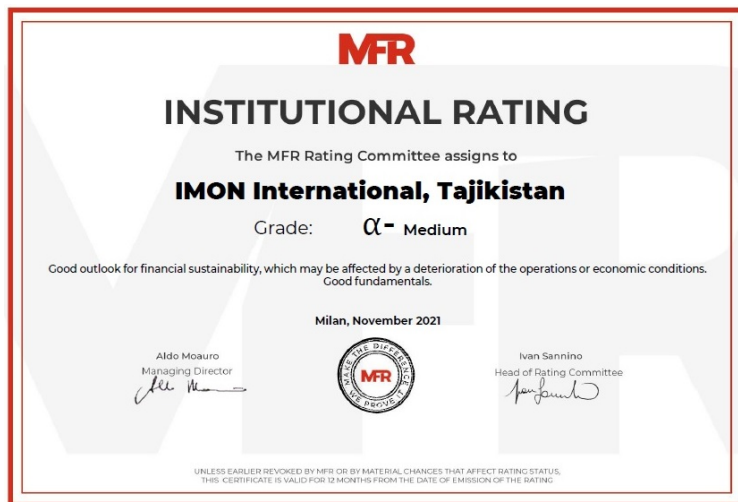 MFR
INSTITUTIONAL RATING
The MFR Rating Committee assigns to
IMON International, Tajikistan
Grade: α- Medium
Good outlook for financial sustainability, which may be affected by a deterioration of the operations or economic conditions.
Good fundamentals.
Milan, November 2021
Aldo Moauro
Managing Director
MAKE THE DIFFERENCE
MFR
WE PROVE IT
Ivan Sannino
Head of Rating Committee
UNLESS EARLIER REVOKED BY MFR OR BY MATERIAL CHANGES THAT AFFECT RATING STATUS,
THIS CERTIFICATE IS VALID FOR 12 MONTHS FROM THE DATE OF EMISSION OF THE RATING